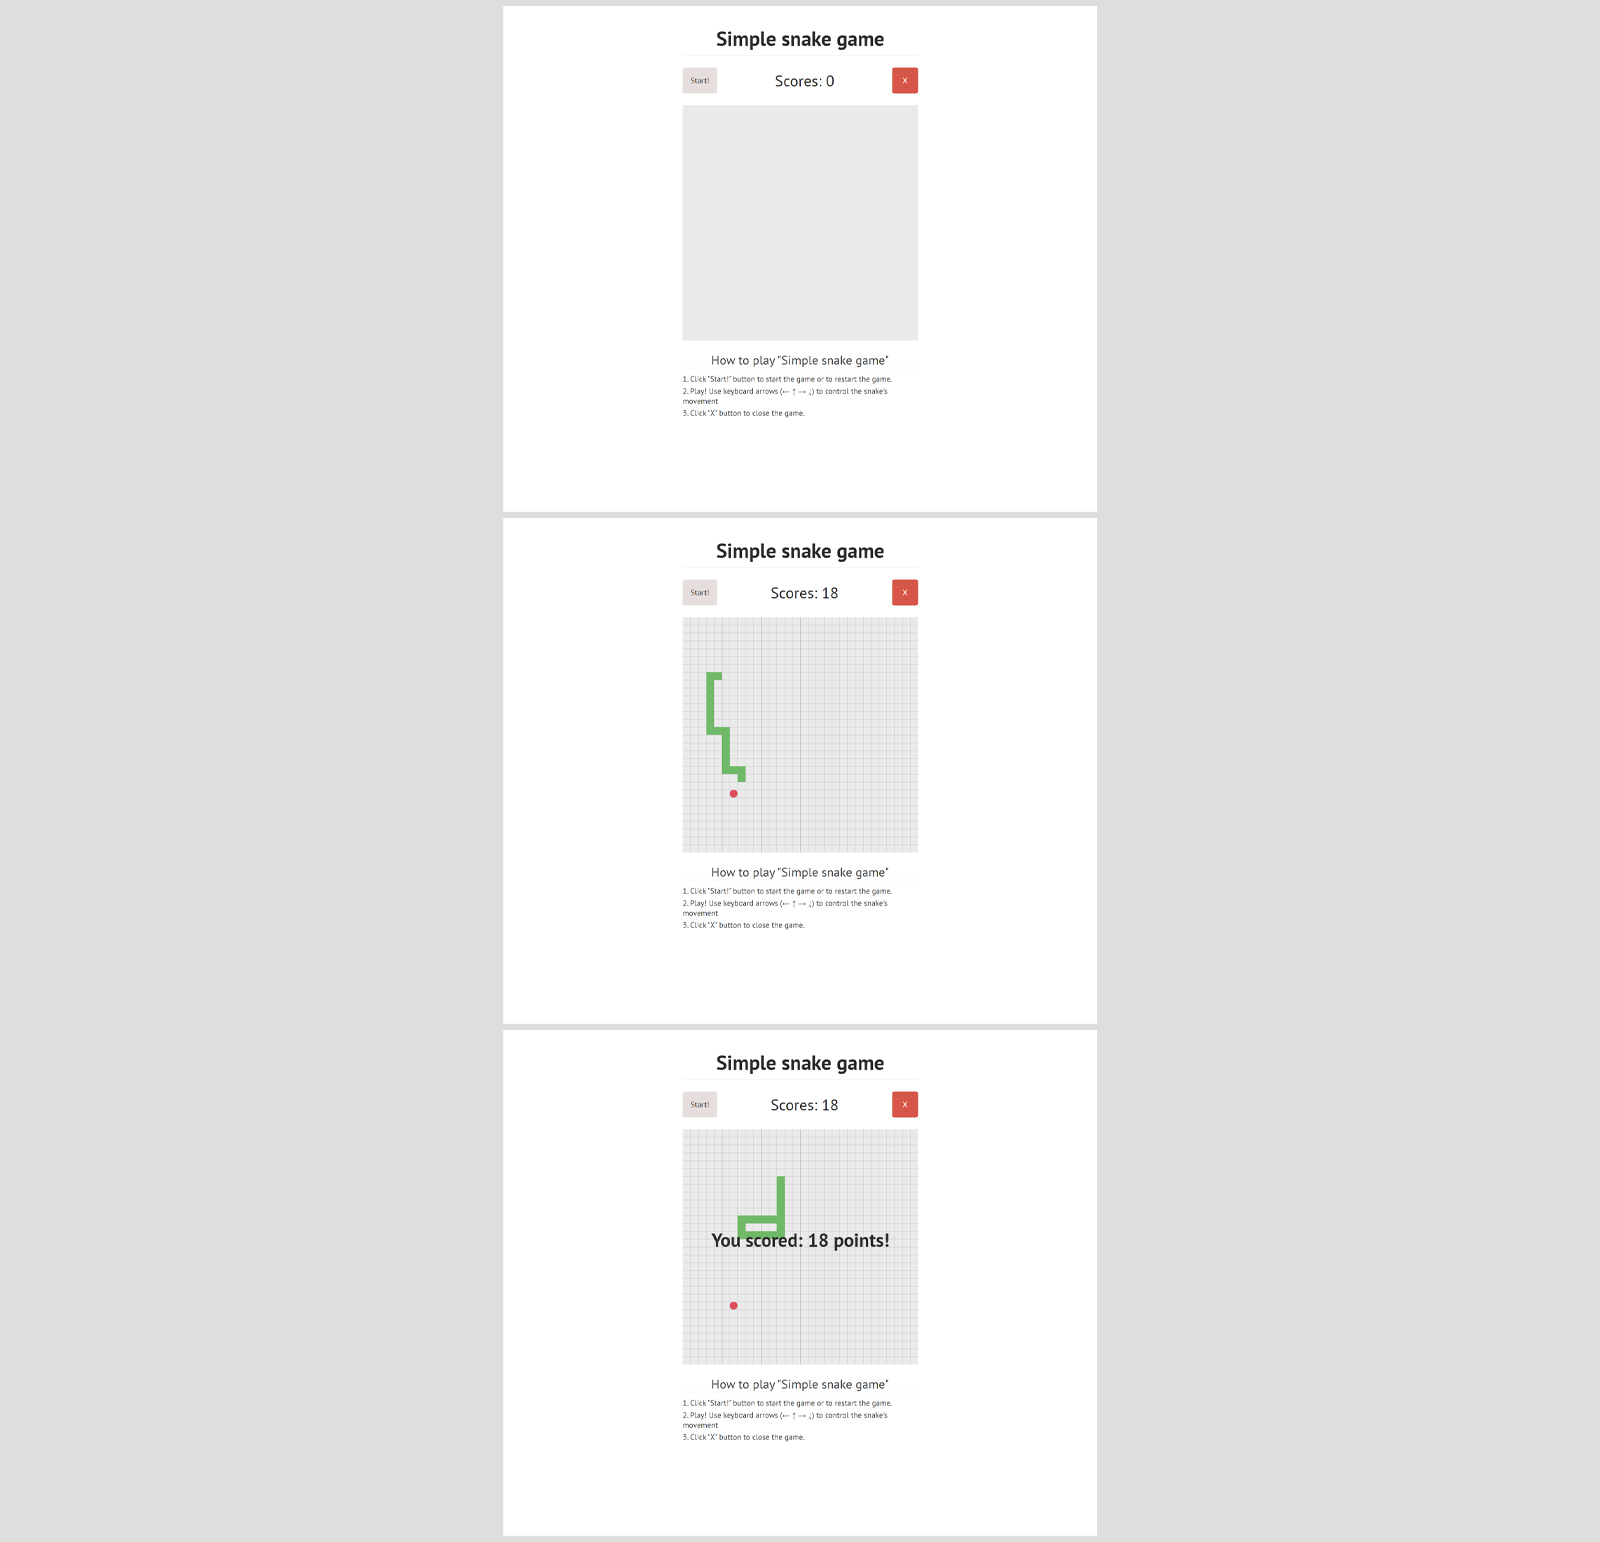 Simple snake game
Start!
Scores: 0
X
How to play "Simple snake game"
1. Click "Start!" button to start the game or to restart the game.
2. Play! Use keyboard arrows (← ↑ → ↓) to control the snake's
movement
3. Click "X" button to close the game.
Simple snake game
Start!
Scores: 18
X
How to play "Simple snake game"
1. Click "Start!" button to start the game or to restart the game.
2. Play! Use keyboard arrows (← ↑ → ↓) to control the snake's
movement
3. Click "X" button to close the game.
Simple snake game
Start!
Scores: 18
X
You scored: 18 points!
How to play "Simple snake game"
1. Click "Start!" button to start the game or to restart the game.
2. Play! Use keyboard arrows (← ↑ → ↓) to control the snake's
movement
3. Click "X" button to close the game.